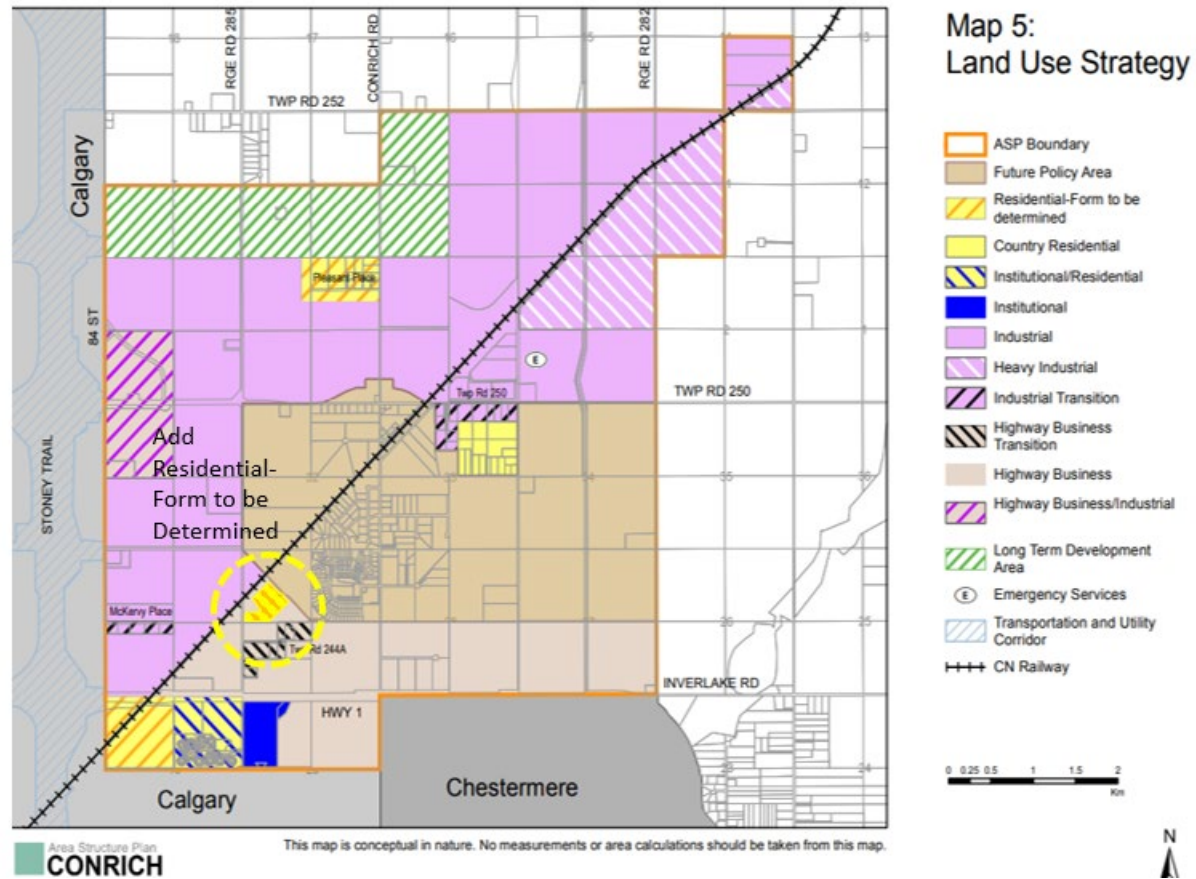 Map 5:
Land Use Strategy
RGE RD 285
CONRICH RD
RGE RD 282
TWP RD 252
Calgary
Pleasant Place
84 ST
E
Twp Rd 250
TWP RD 250
STONEY TRAIL
Add
Residential-
Form to be
Determined
McKervy Place
Twp Rd 244A
INVERLAKE RD
HWY 1
Calgary
Chestermere
ASP Boundary
Future Policy Area
Residential-Form to be
determined
Country Residential
Institutional/Residential
Institutional
Industrial
Heavy Industrial
Industrial Transition
Highway Business
Transition
Highway Business
Highway Business/Industrial
Long Term Development
Area
E
Emergency Services
Transportation and Utility
Corridor
CN Railway
0 0.25 0.5 1 1.5 2
Km
N
Area Structure Plan
CONRICH
This map is conceptual in nature. No measurements or area calculations should be taken from this map.